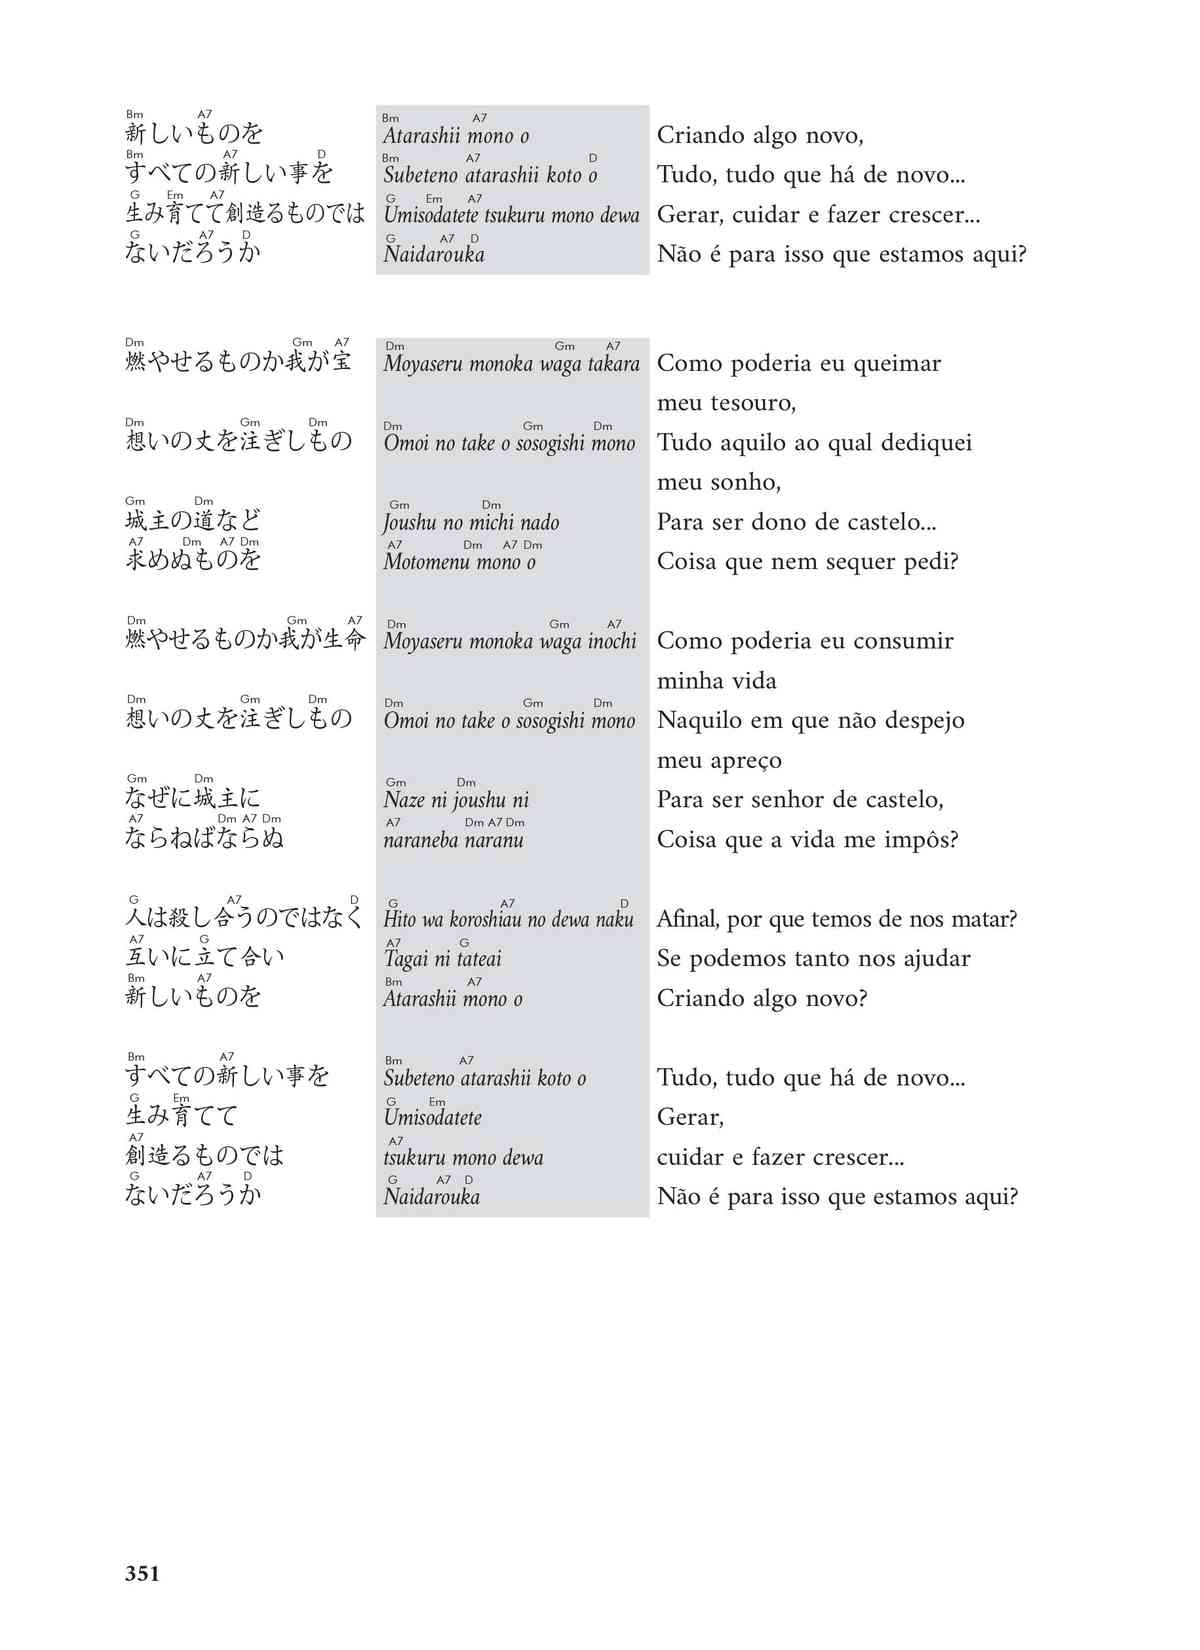 Bm A7 Bm A7
新しいものを Atarashii mono o Criando algo novo,
Bm A7 D Bm A7 D
すべての新しい事を Subeteno atarashii koto o Tudo, tudo que há de novo...
G Em A7 G Em A7
生み育てて創造るものでは Umisodatete tsukuru mono dewa Gerar, cuidar e fazer crescer...
G A7 D G A7 D
ないだろうか Naidarouka Não é para isso que estamos aqui?
Dm Gm A7 Dm Gm A7
燃やせるものか我が宝 Moyaseru monoka waga takara Como poderia eu queimar
meu tesouro,
Dm Gm Dm Dm Gm Dm
想いの丈を注ぎしもの Omoi no take o sosogishi mono Tudo aquilo ao qual dediquei
meu sonho,
Gm Dm Gm Dm
城主の道など Joushu no michi nado Para ser dono de castelo...
A7 Dm A7 Dm A7 Dm A7 Dm
求めぬものを Motomenu mono o Coisa que nem sequer pedi?
Dm Gm A7 Dm Gm A7
燃やせるものか我が生命 Moyaseru monoka waga inochi Como poderia eu consumir
minha vida
Dm Gm Dm Dm Gm Dm
想いの丈を注ぎしもの Omoi no take o sosogishi mono Naquilo em que não despejo
meu apreço
Gm Dm Gm Dm
なぜに城主に Naze ni joushu ni Para ser senhor de castelo,
A7 Dm A7 Dm A7 Dm A7 Dm
ならねばならぬ naraneba naranu Coisa que a vida me impôs?
G A7 D G A7 D
人は殺し合うのではなく Hito wa koroshiau no dewa naku Afinal, por que temos de nos matar?
A7 G A7 G
互いに立て合い Tagai ni tateai Se podemos tanto nos ajudar
Bm A7 Bm A7
新しいものを Atarashii mono o Criando algo novo?
Bm A7 Bm A7
すべての新しい事を Subeteno atarashii koto o Tudo, tudo que há de novo...
G Em G Em
生み育てて Umisodatete Gerar,
A7 A7
創造るものでは tsukuru mono dewa cuidar e fazer crescer...
G A7 D G A7 D
ないだろうか Naidarouka Não é para isso que estamos aqui?
351